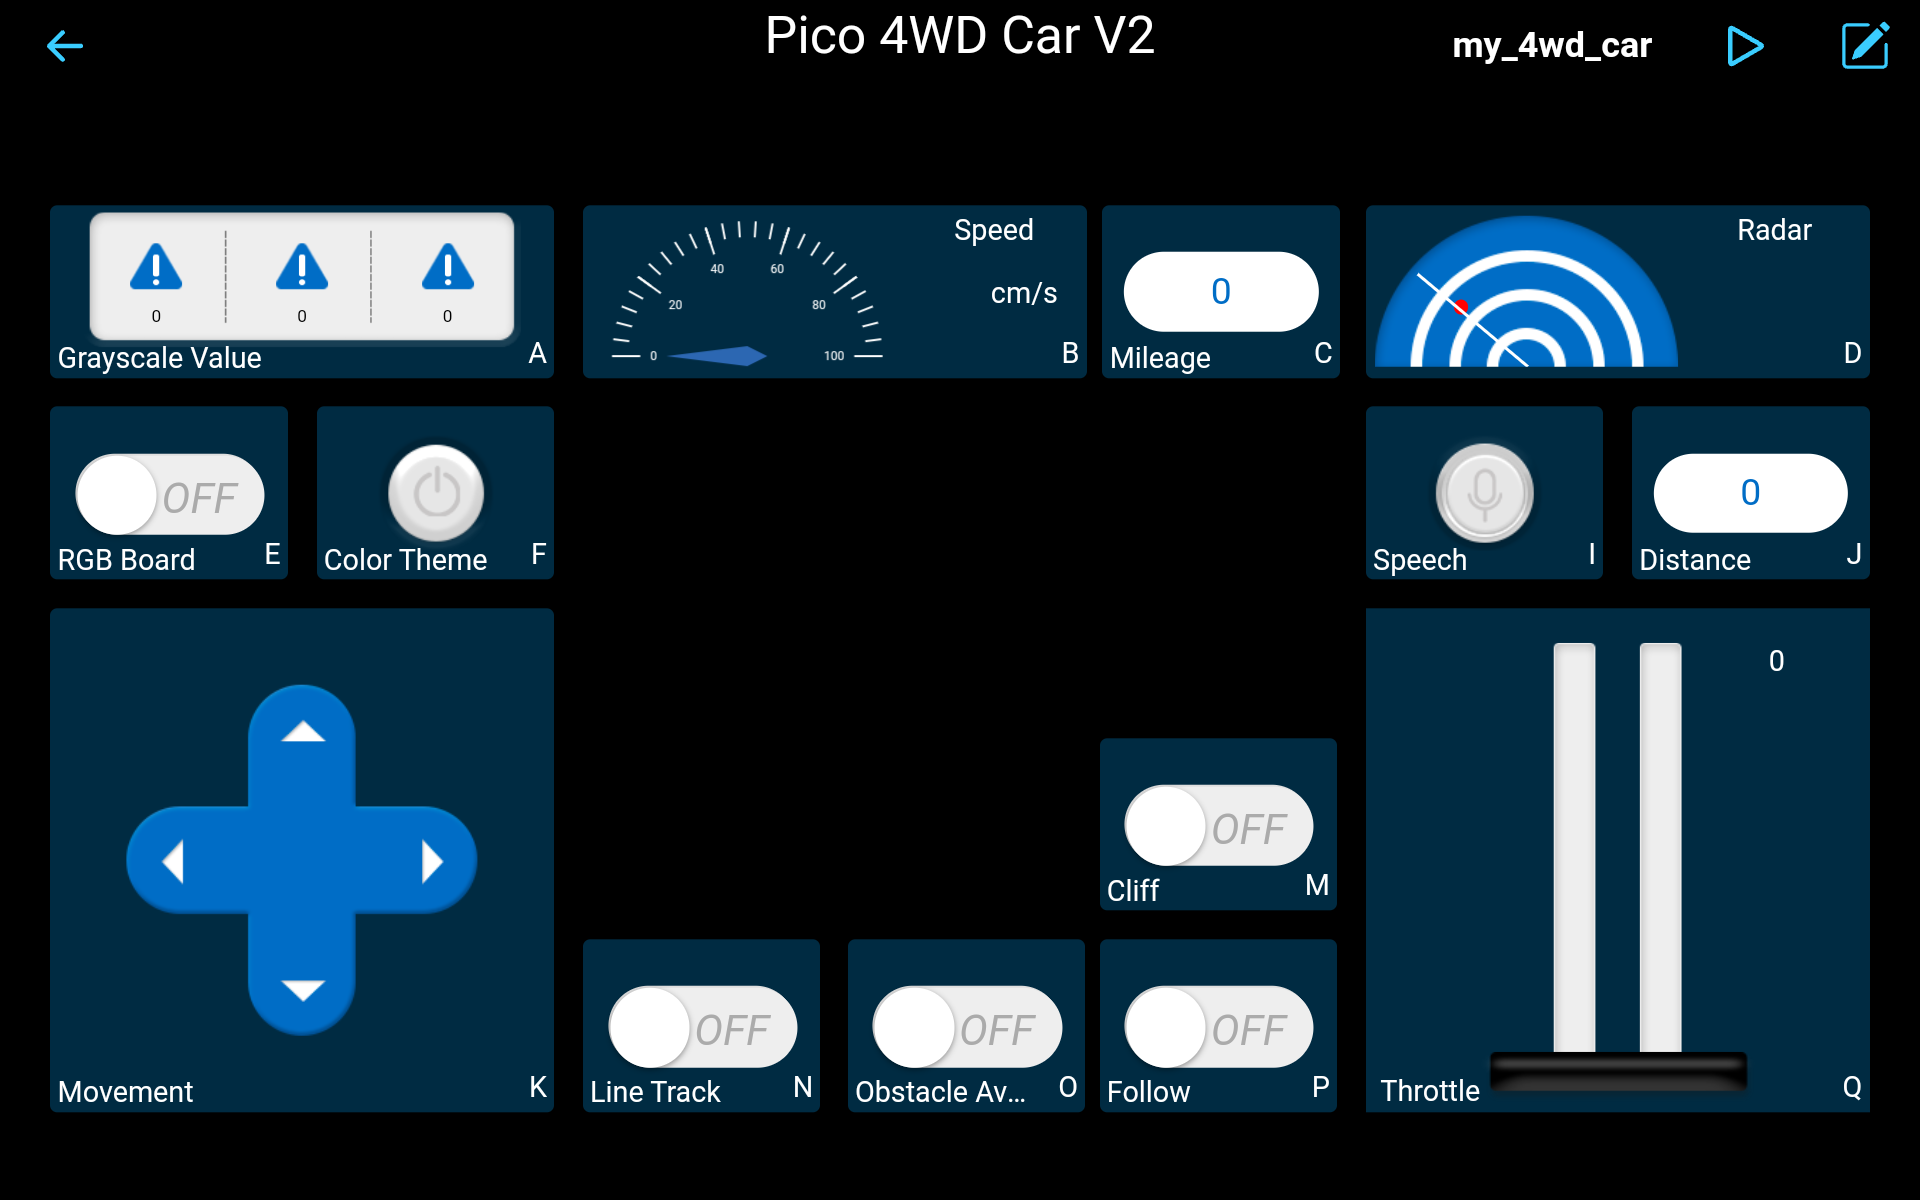 Pico 4WD Car V2
my_4wd_car
0 0 0
Grayscale Value A
Speed
cm/s
0 20 40 60 80 100
B
0
Mileage C
Radar
D
OFF
RGB Board E
Color Theme F
Speech I
0
Distance J
Movement K
OFF
Cliff M
OFF
Line Track N
OFF
Obstacle Av... O
OFF
Follow P
0
Throttle Q